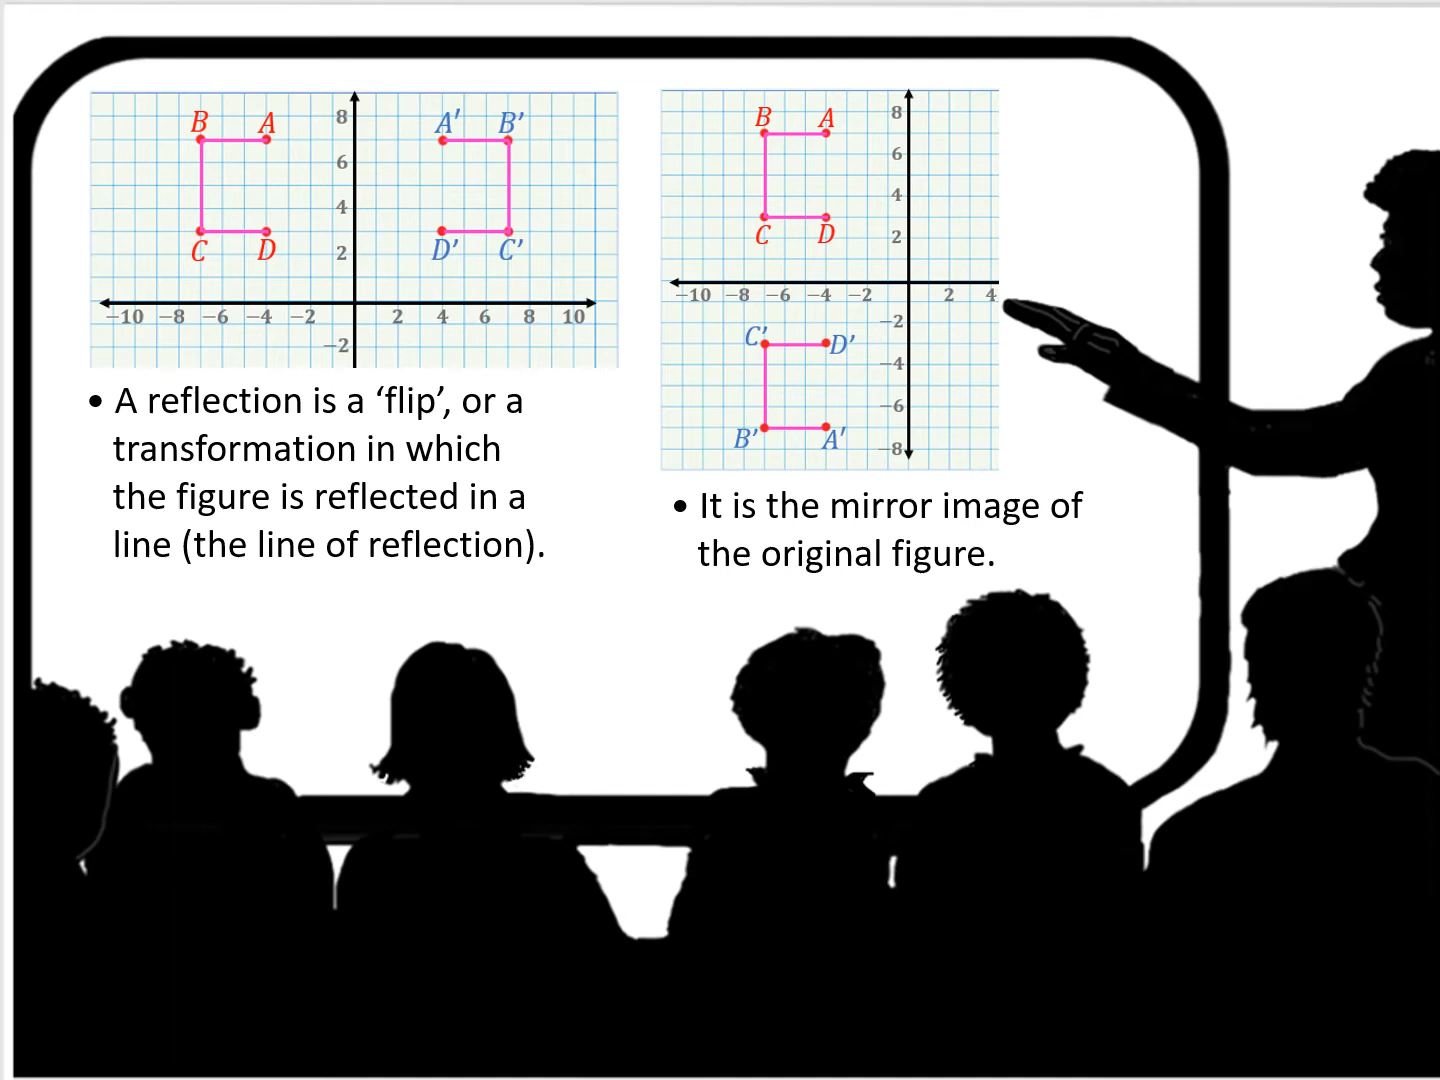 B A A' B'
8
6
4
2
C D D' C'
−10 −8 −6 −4 −2 2 4 6 8 10
−2
• A reflection is a ‘flip’, or a
transformation in which
the figure is reflected in a
line (the line of reflection).
B A
8
6
4
C D
2
−10 −8 −6 −4 −2 2 4
−2
C' D'
−4
−6
B' A'
−8
• It is the mirror image of
the original figure.